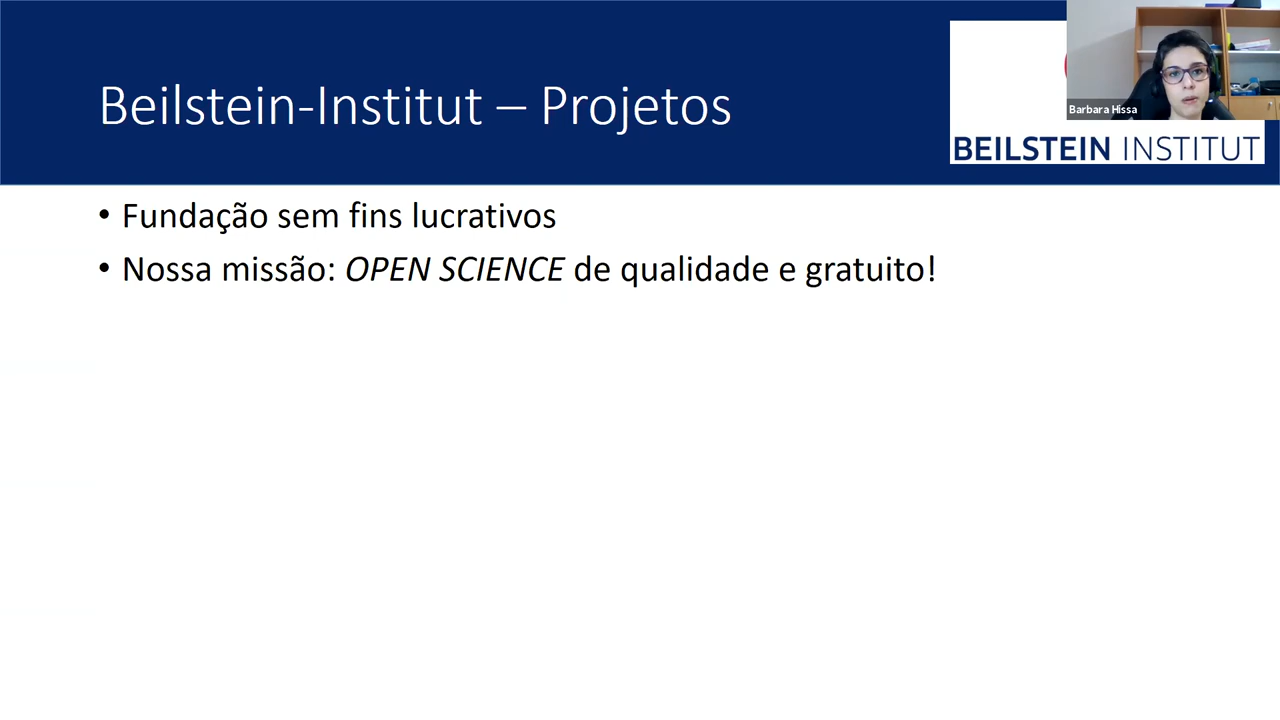 Beilstein-Institut – Projetos
Barbara Hissa
BEILSTEIN INSTITUT
• Fundação sem fins lucrativos
• Nossa missão: OPEN SCIENCE de qualidade e gratuito!